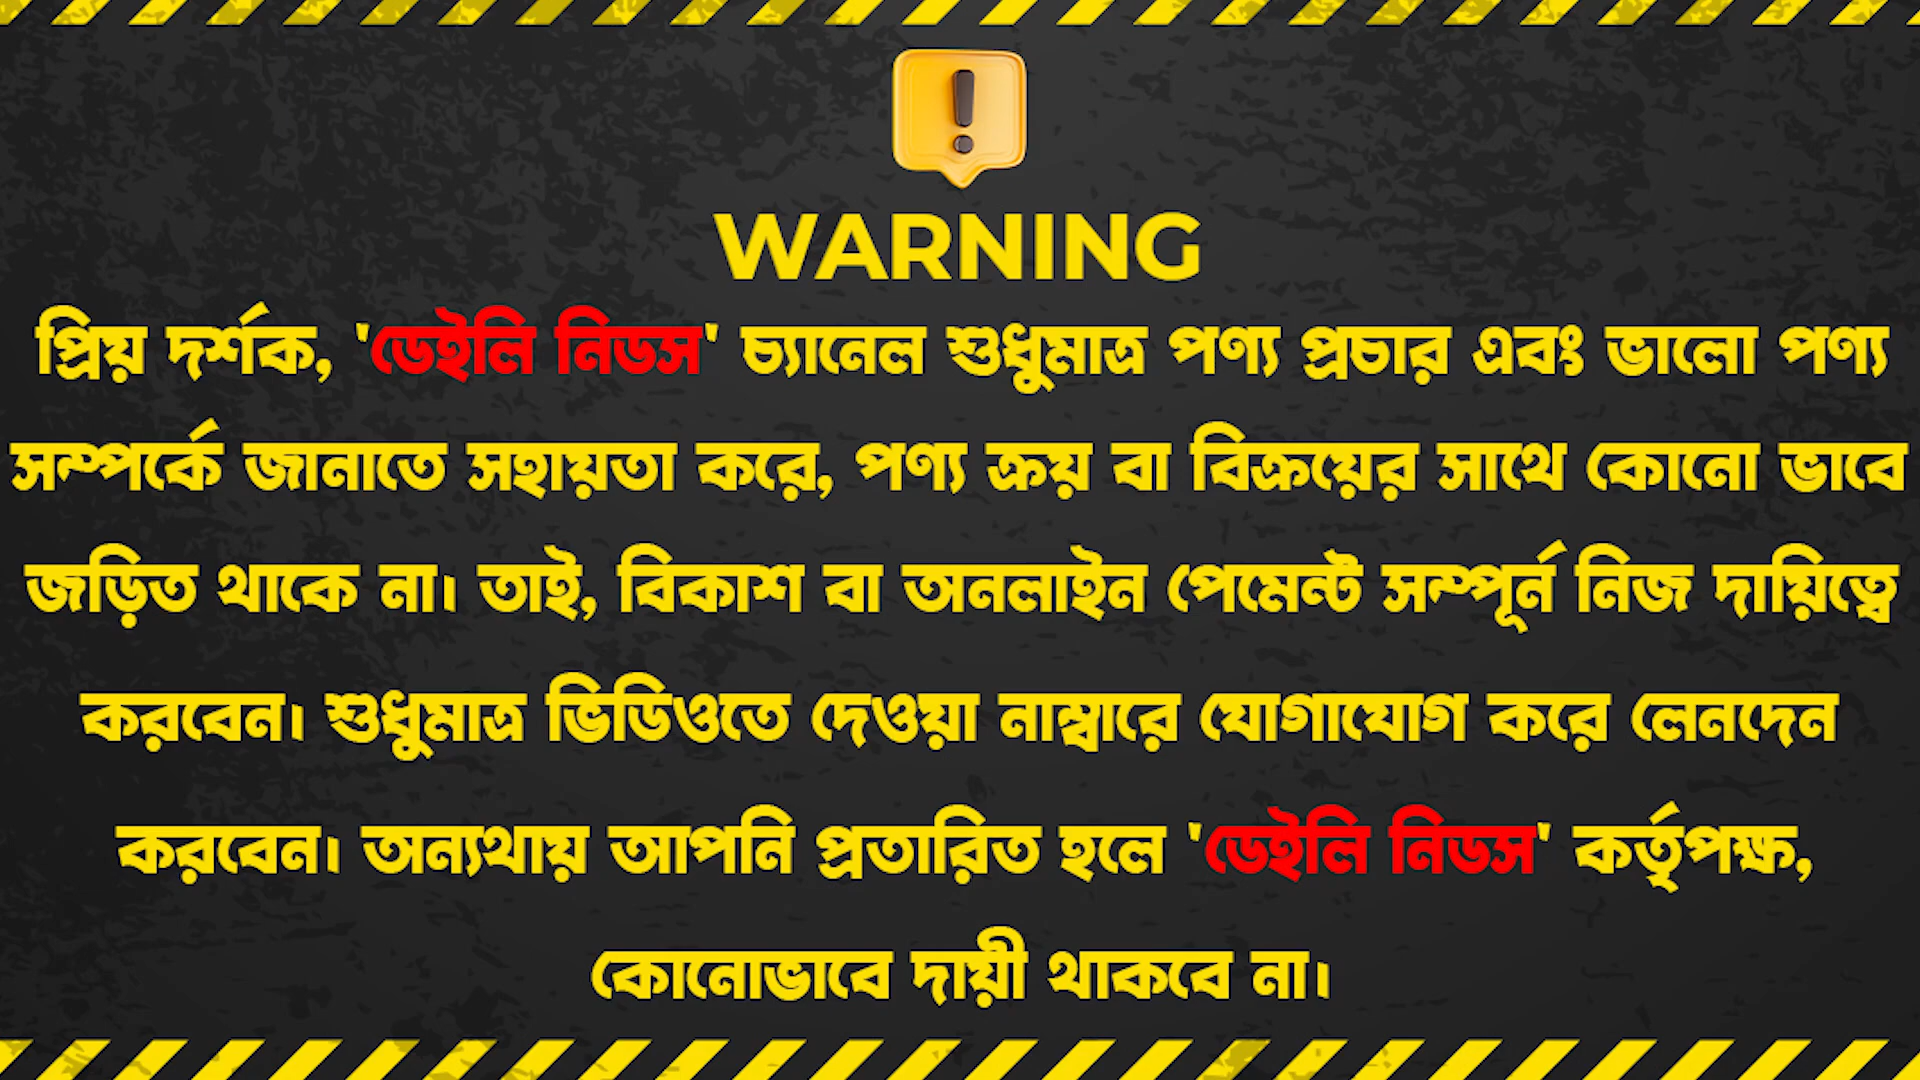 WARNING
প্রিয় দর্শক, 'ডেইলি নিডস' চ্যানেল শুধুমাত্র পণ্য প্রচার এবং ভালো পণ্য
সম্পর্কে জানাতে সহায়তা করে, পণ্য ক্রয় বা বিক্রয়ের সাথে কোনো ভাবে
জড়িত থাকে না। তাই, বিকাশ বা অনলাইন পেমেন্ট সম্পূর্ন নিজ দায়িত্বে
করবেন। শুধুমাত্র ভিডিওতে দেওয়া নাম্বারে যোগাযোগ করে লেনদেন
করবেন। অন্যথায় আপনি প্রতারিত হলে 'ডেইলি নিডস' কর্তৃপক্ষ,
কোনোভাবে দায়ী থাকবে না।